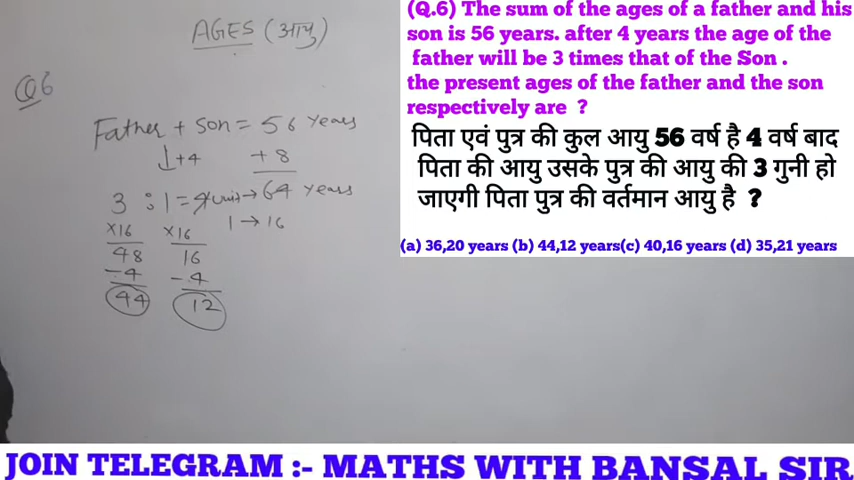 AGES (आयु)
Q6
Father + son = 56 years
↓+4 +8
3 : 1 = 4 unit → 64 years
×16 ×16 1 → 16
48 16
-4 -4
44 12
(Q.6) The sum of the ages of a father and his
son is 56 years. after 4 years the age of the
father will be 3 times that of the Son .
the present ages of the father and the son
respectively are ?
पिता एवं पुत्र की कुल आयु 56 वर्ष है 4 वर्ष बाद
पिता की आयु उसके पुत्र की आयु की 3 गुनी हो
जाएगी पिता पुत्र की वर्तमान आयु है ?
(a) 36,20 years (b) 44,12 years(c) 40,16 years (d) 35,21 years
JOIN TELEGRAM :- MATHS WITH BANSAL SIR